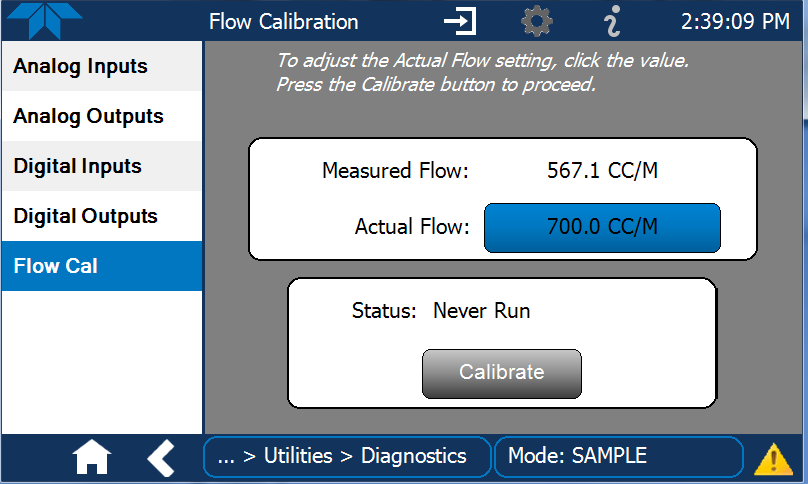 Flow Calibration
2:39:09 PM
Analog Inputs
Analog Outputs
Digital Inputs
Digital Outputs
Flow Cal
To adjust the Actual Flow setting, click the value.
Press the Calibrate button to proceed.
Measured Flow: 567.1 CC/M
Actual Flow: 700.0 CC/M
Status: Never Run
Calibrate
... > Utilities > Diagnostics
Mode: SAMPLE